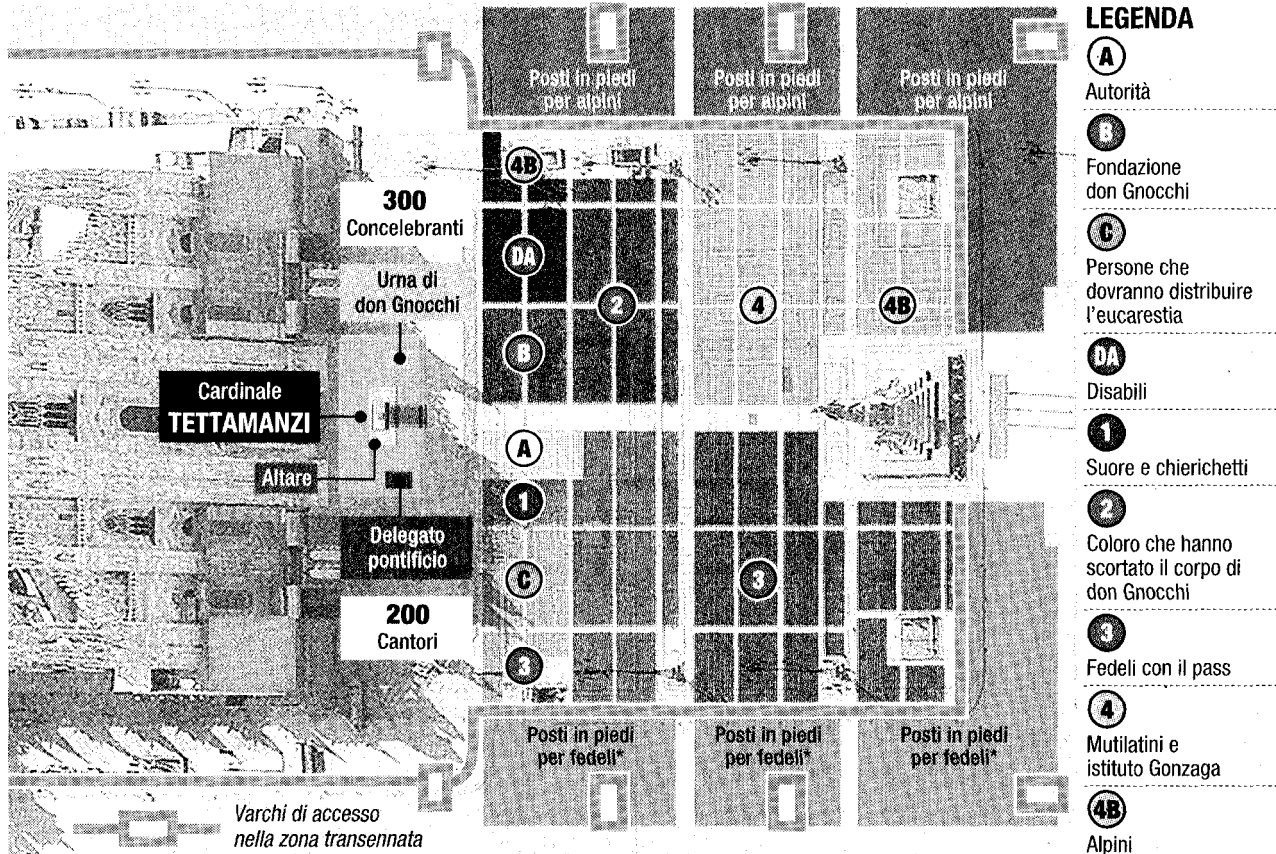 Posti in piedi
per alpini
Posti in piedi
per alpini
Posti in piedi
per alpini
4B
300
Concelebranti
DA
Urna di
don Gnocchi
2
4
4B
B
Cardinale
TETTAMANZI
A
Altare
1
Delegato
pontificio
C
3
200
Cantori
3
Posti in piedi
per fedeli*
Posti in piedi
per fedeli*
Posti in piedi
per fedeli*
Varchi di accesso
nella zona transennata
LEGENDA
A
Autorità
B
Fondazione
don Gnocchi
C
Persone che
dovranno distribuire
l'eucarestia
DA
Disabili
1
Suore e chierichetti
2
Coloro che hanno
scortato il corpo di
don Gnocchi
3
Fedeli con il pass
4
Mutilatini e
istituto Gonzaga
4B
Alpini